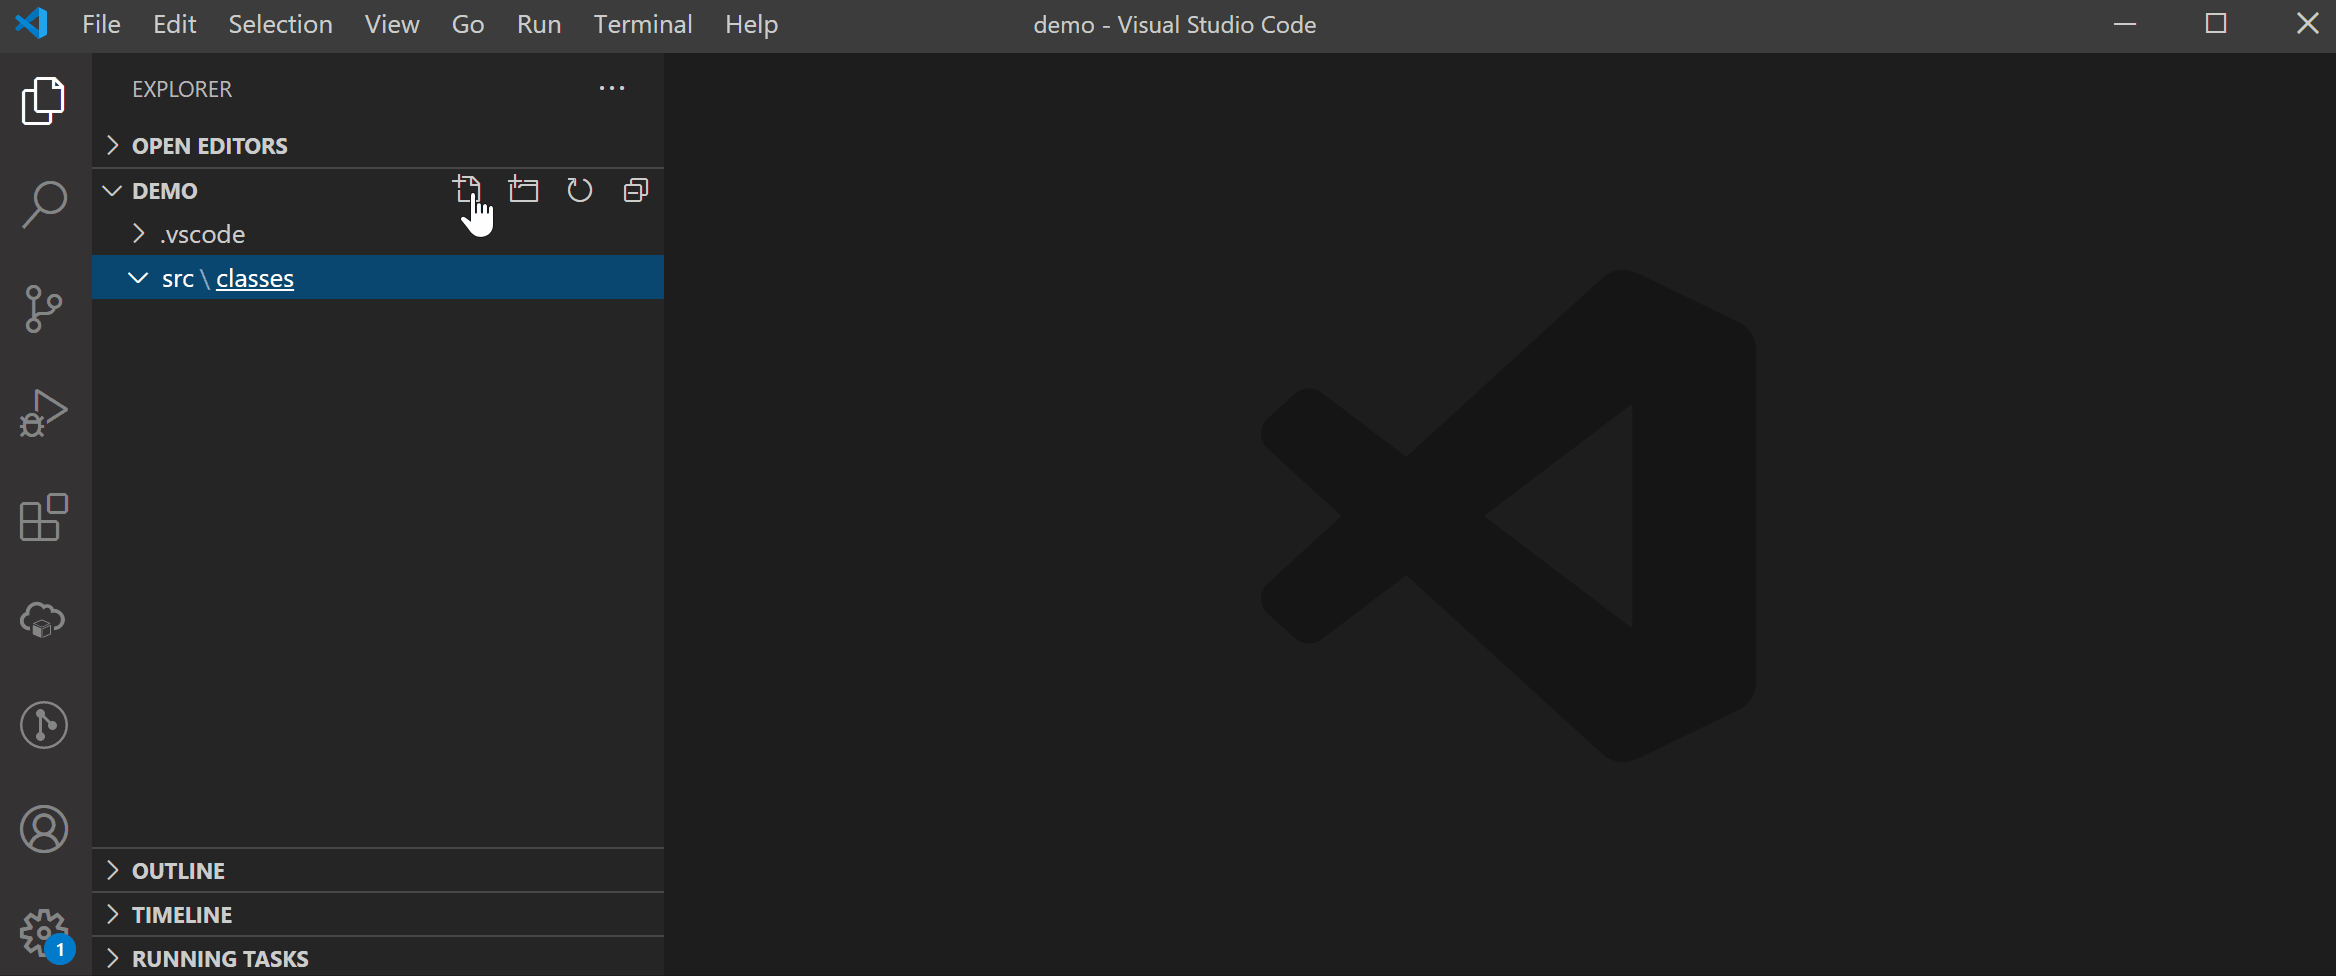 File Edit Selection View Go Run Terminal Help demo - Visual Studio Code
EXPLORER
OPEN EDITORS
DEMO
.vscode
src \ classes
OUTLINE
TIMELINE
1
RUNNING TASKS